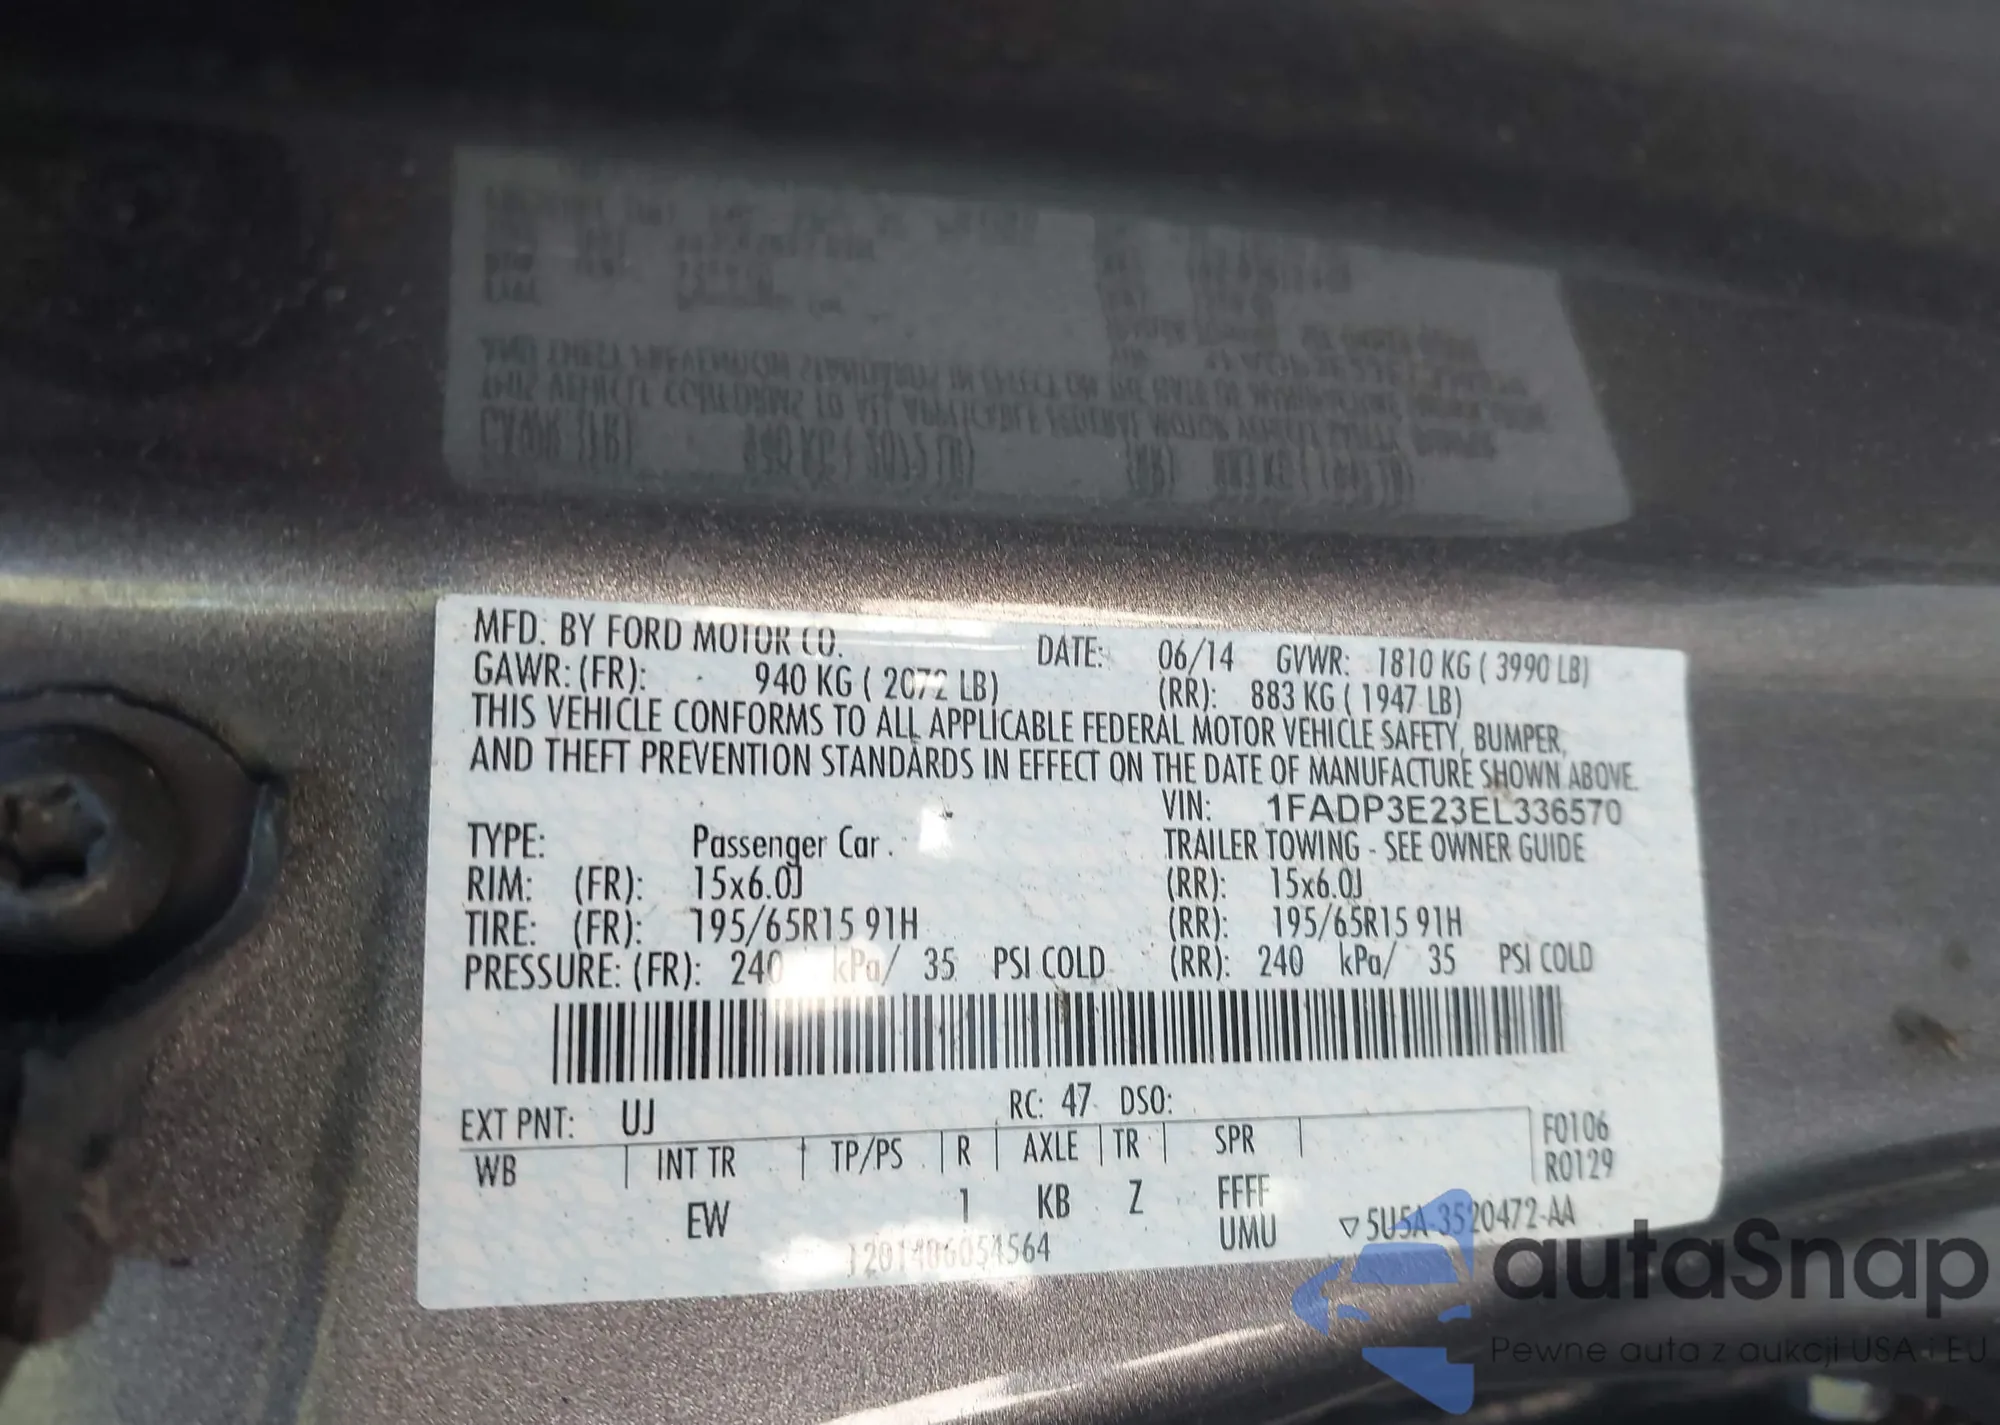 MFD. BY FORD MOTOR CO. DATE: 06/14 GVWR: 1810 KG ( 3990 LB)
GAWR: (FR): 940 KG ( 2072 LB) (RR): 883 KG ( 1947 LB)
THIS VEHICLE CONFORMS TO ALL APPLICABLE FEDERAL MOTOR VEHICLE SAFETY, BUMPER,
AND THEFT PREVENTION STANDARDS IN EFFECT ON THE DATE OF MANUFACTURE SHOWN ABOVE.
VIN: 1FADP3E23EL336570
TYPE: Passenger Car TRAILER TOWING - SEE OWNER GUIDE
RIM: (FR): 15x6.0J (RR): 15x6.0J
TIRE: (FR): 195/65R15 91H (RR): 195/65R15 91H
PRESSURE: (FR): 240 kPa/ 35 PSI COLD (RR): 240 kPa/ 35 PSI COLD
RC: 47 DSO:
EXT PNT: UJ F0106
WB INT TR TP/PS R AXLE TR SPR R0129
EW 1 KB Z FFFF
UMU ▽5U5A-3520472-AA
1201406054564
autaSnap
Pewne auta z aukcji USA i EU